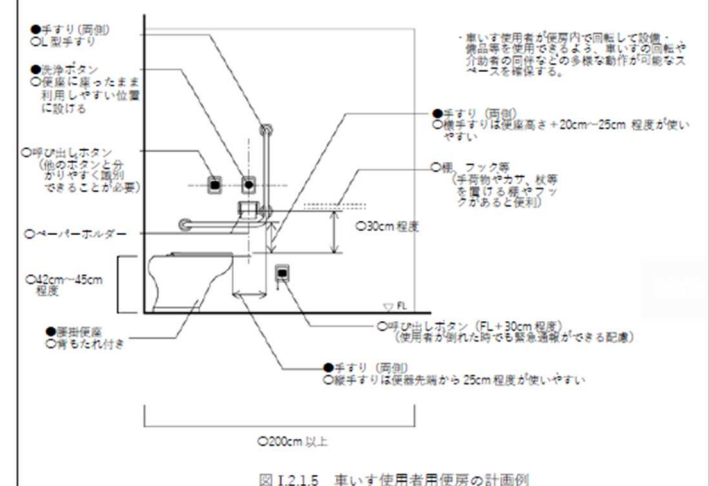 ●手すり(両側)
○L型手すり
●洗浄ボタン
○便座に座ったまま
利用しやすい位置
に設ける
○呼び出しボタン
(他のボタンと分
かりやすく識別
できることが必要)
○ペーパーホルダー
○42cm～45cm
程度
●腰掛便座
○背もたれ付き
・車いす使用者が便房内で回転して設備・
備品等を使用できるよう、車いすの回転や
介助者の同伴などの多様な動作が可能なス
ペースを確保する。
●手すり(両側)
○横手すりは便座高さ＋20cm～25cm 程度が使い
やすい
○棚、フック等
(手荷物やカサ、杖等
を置ける棚やフッ
クがあると便利)
○30cm 程度
FL
○呼び出しボタン（FL＋30cm 程度）
(使用者が倒れた時でも緊急通報ができる配慮)
●手すり(両側)
○縦手すりは便器先端から 25cm 程度が使いやすい
○200cm 以上
図 I.2.1.5　車いす使用者用便房の計画例